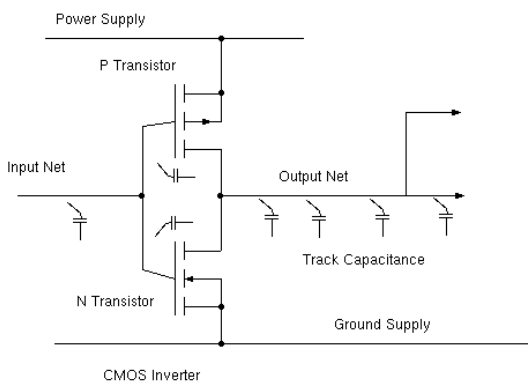 Power Supply
P Transistor
Input Net
Output Net
Track Capacitance
N Transistor
Ground Supply
CMOS Inverter